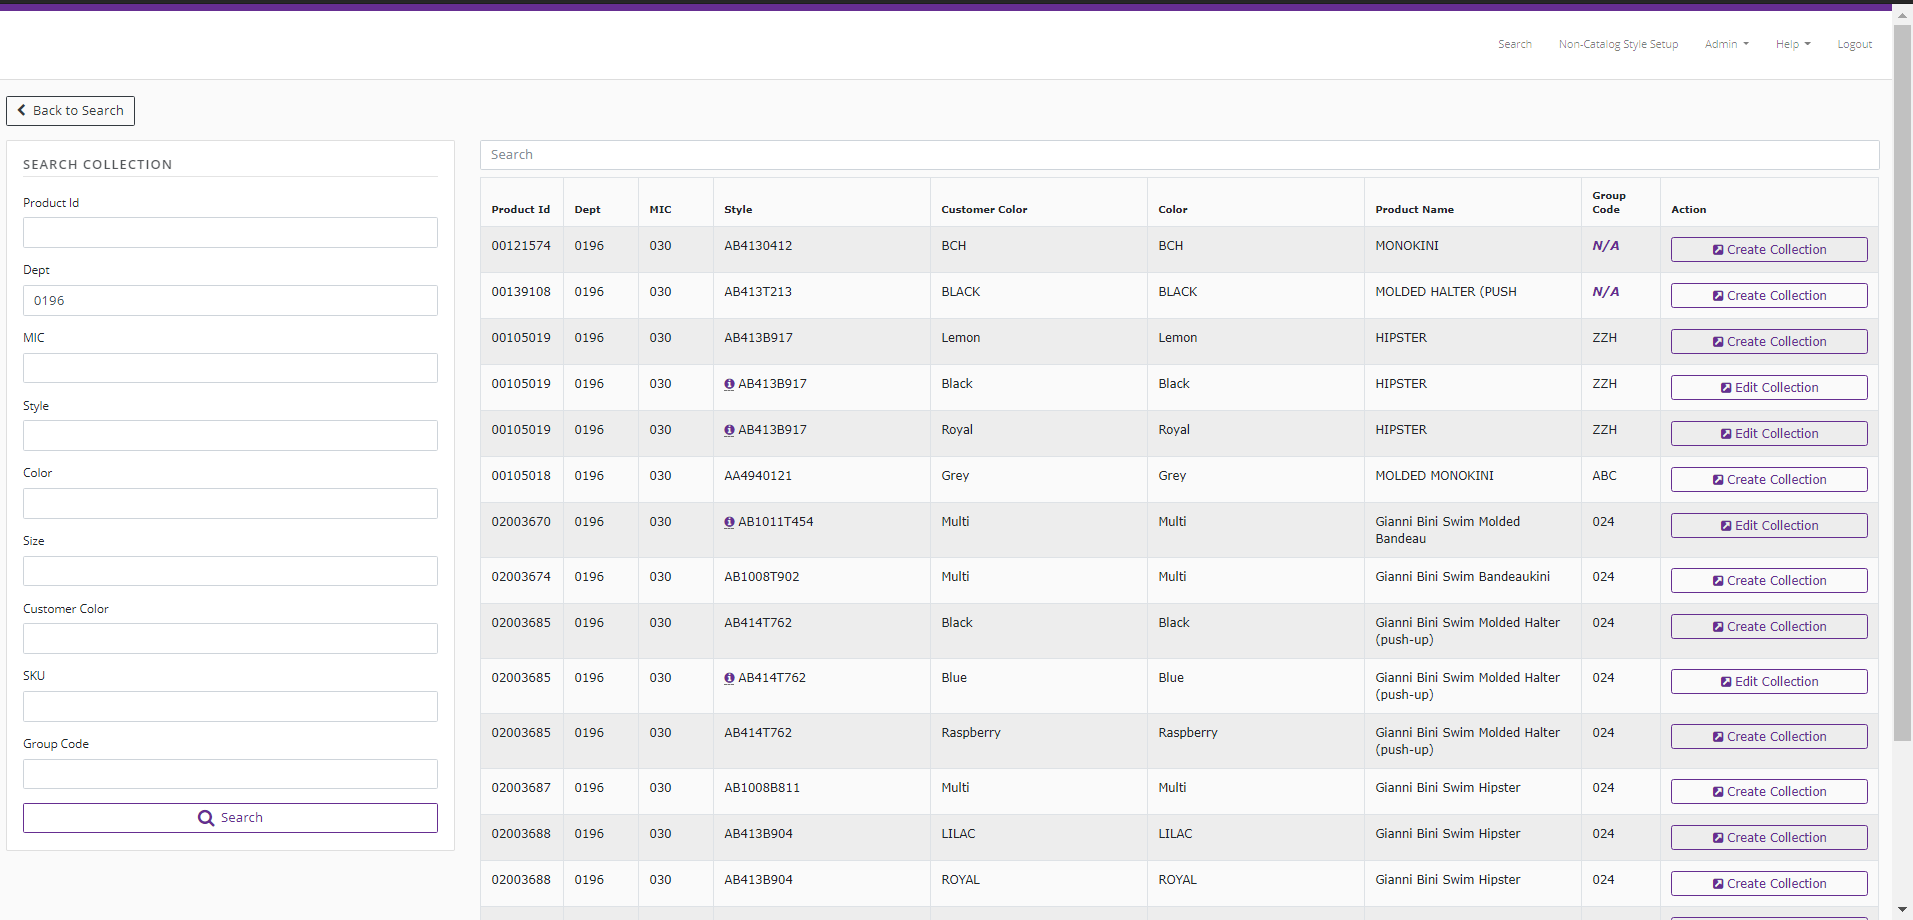 Search Non-Catalog Style Setup Admin Help Logout
Back to Search
SEARCH COLLECTION
Product Id
Dept
0196
MIC
Style
Color
Size
Customer Color
SKU
Group Code
Search
Search
Product Id Dept MIC Style Customer Color Color Product Name Group Code Action
00121574 0196 030 AB4130412 BCH BCH MONOKINI N/A Create Collection
00139108 0196 030 AB413T213 BLACK BLACK MOLDED HALTER (PUSH N/A Create Collection
00105019 0196 030 AB413B917 Lemon Lemon HIPSTER ZZH Create Collection
00105019 0196 030 AB413B917 Black Black HIPSTER ZZH Edit Collection
00105019 0196 030 AB413B917 Royal Royal HIPSTER ZZH Edit Collection
00105018 0196 030 AA4940121 Grey Grey MOLDED MONOKINI ABC Create Collection
02003670 0196 030 AB1011T454 Multi Multi Gianni Bini Swim Molded Bandeau 024 Edit Collection
02003674 0196 030 AB1008T902 Multi Multi Gianni Bini Swim Bandeaukini 024 Create Collection
02003685 0196 030 AB414T762 Black Black Gianni Bini Swim Molded Halter (push-up) 024 Create Collection
02003685 0196 030 AB414T762 Blue Blue Gianni Bini Swim Molded Halter (push-up) 024 Edit Collection
02003685 0196 030 AB414T762 Raspberry Raspberry Gianni Bini Swim Molded Halter (push-up) 024 Create Collection
02003687 0196 030 AB1008B811 Multi Multi Gianni Bini Swim Hipster 024 Create Collection
02003688 0196 030 AB413B904 LILAC LILAC Gianni Bini Swim Hipster 024 Create Collection
02003688 0196 030 AB413B904 ROYAL ROYAL Gianni Bini Swim Hipster 024 Create Collection